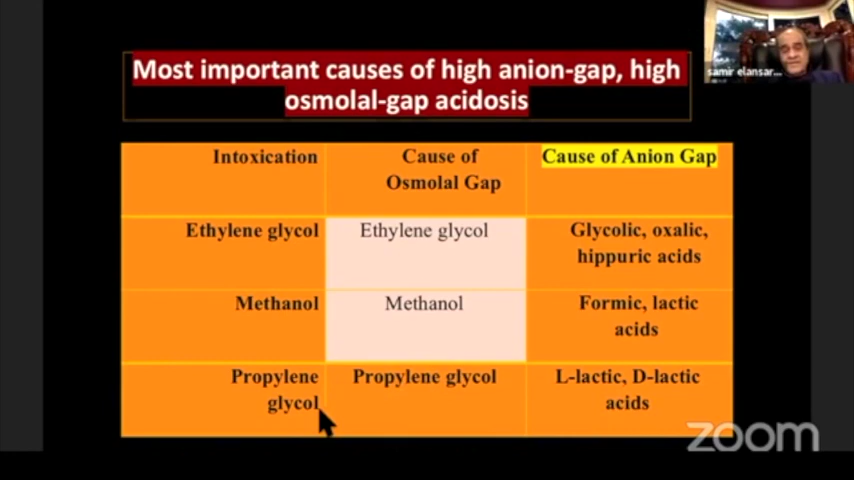 Most important causes of high anion-gap, high
osmolal-gap acidosis
samir elansar...
Intoxication
Cause of
Osmolal Gap
Cause of Anion Gap
Ethylene glycol
Ethylene glycol
Glycolic, oxalic,
hippuric acids
Methanol
Methanol
Formic, lactic
acids
Propylene
glycol
Propylene glycol
L-lactic, D-lactic
acids
zoom